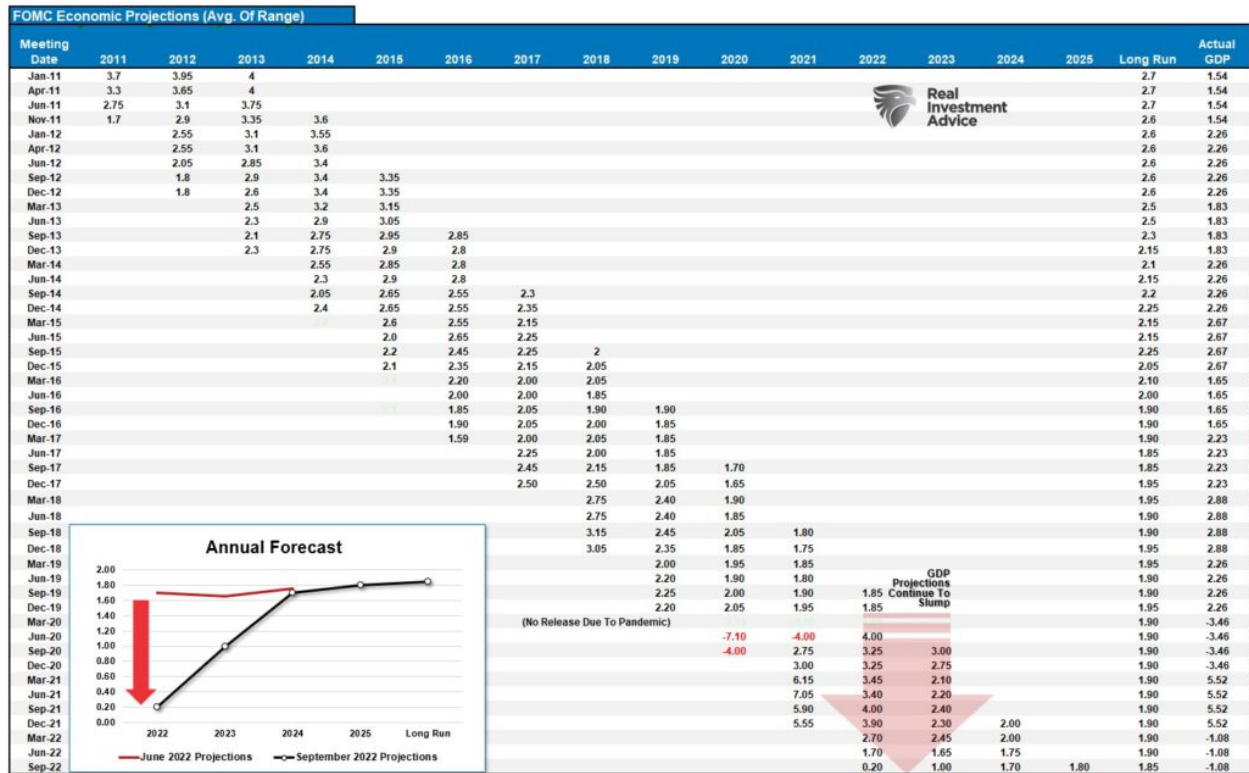 FOMC Economic Projections (Avg. Of Range)
Meeting Date 2011 2012 2013 2014 2015 2016 2017 2018 2019 2020 2021 2022 2023 2024 2025 Long Run Actual GDP
Jan-11 3.7 3.95 4 2.7 1.54
Apr-11 3.3 3.65 4 2.7 1.54
Jun-11 2.75 3.1 3.75 2.7 1.54
Nov-11 1.7 2.9 3.35 3.6 2.6 1.54
Real
Investment
Advice
Jan-12 2.55 3.1 3.55 2.6 2.26
Apr-12 2.55 3.1 3.6 2.6 2.26
Jun-12 2.05 2.85 3.4 2.6 2.26
Sep-12 1.8 2.9 3.4 3.35 2.6 2.26
Dec-12 1.8 2.6 3.4 3.35 2.6 2.26
Mar-13 2.5 3.2 3.15 2.5 1.83
Jun-13 2.3 2.9 3.05 2.5 1.83
Sep-13 2.1 2.75 2.95 2.85 2.3 1.83
Dec-13 2.3 2.75 2.9 2.8 2.15 1.83
Mar-14 2.55 2.85 2.8 2.1 2.26
Jun-14 2.3 2.9 2.8 2.15 2.26
Sep-14 2.05 2.65 2.55 2.3 2.2 2.26
Dec-14 2.4 2.65 2.55 2.35 2.25 2.26
Mar-15 2.6 2.55 2.15 2.15 2.67
Jun-15 2.0 2.65 2.25 2.15 2.67
Sep-15 2.2 2.45 2.25 2 2.25 2.67
Dec-15 2.1 2.35 2.15 2.05 2.05 2.67
Mar-16 2.20 2.00 2.05 2.10 1.65
Jun-16 2.00 2.00 1.85 2.00 1.65
Sep-16 1.85 2.05 1.90 1.90 1.90 1.65
Dec-16 1.90 2.05 2.00 1.85 1.90 1.65
Mar-17 1.59 2.00 2.05 1.85 1.90 2.23
Jun-17 2.25 2.00 1.85 1.85 2.23
Sep-17 2.45 2.15 1.85 1.70 1.85 2.23
Dec-17 2.50 2.50 2.05 1.65 1.95 2.23
Mar-18 2.75 2.40 1.90 1.95 2.88
Jun-18 2.75 2.40 1.85 1.90 2.88
Sep-18 3.15 2.45 2.05 1.80 1.90 2.88
Dec-18 3.05 2.35 1.85 1.75 1.95 2.88
Mar-19 2.00 1.95 1.85 1.95 2.26
Jun-19 2.20 1.90 1.80 1.90 2.26
Sep-19 2.25 2.00 1.90 1.85 1.90 2.26
Dec-19 2.20 2.05 1.95 1.85 1.95 2.26
GDP
Projections
Continue To
Slump
Mar-20 (No Release Due To Pandemic) 1.90 -3.46
Jun-20 -7.10 -4.00 4.00 1.90 -3.46
Sep-20 -4.00 2.75 3.25 3.00 1.90 -3.46
Dec-20 3.00 3.25 2.75 1.90 -3.46
Mar-21 6.15 3.45 2.10 1.90 5.52
Jun-21 7.05 3.40 2.20 1.90 5.52
Sep-21 5.90 4.00 2.40 1.90 5.52
Dec-21 5.55 3.90 2.30 2.00 1.90 5.52
Mar-22 2.70 2.45 2.00 1.90 -1.08
Jun-22 1.70 1.65 1.75 1.90 -1.08
Sep-22 0.20 1.00 1.70 1.80 1.85 -1.08
Annual Forecast
2.00
1.80
1.60
1.40
1.20
1.00
0.80
0.60
0.40
0.20
0.00
2022 2023 2024 2025 Long Run
June 2022 Projections September 2022 Projections